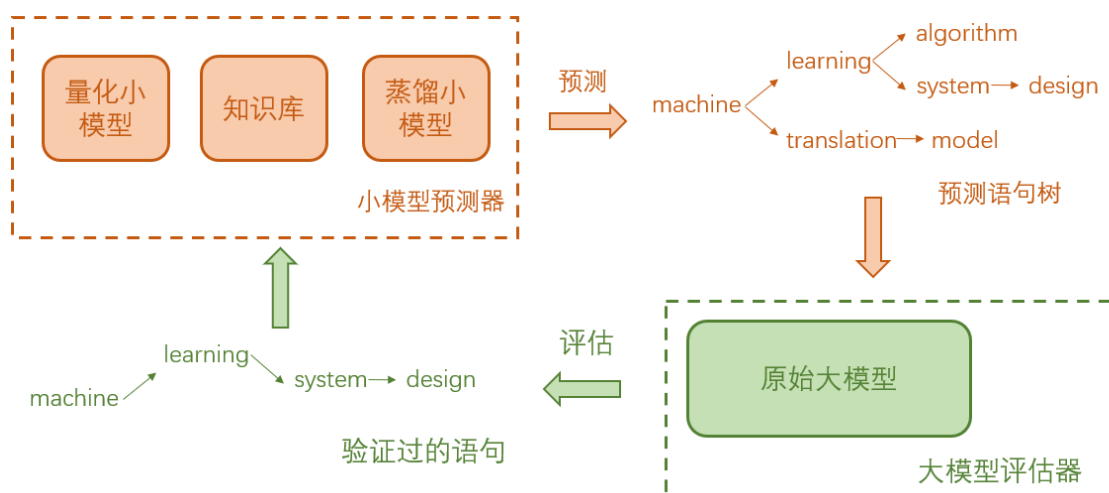 量化小
模型
知识库
蒸馏小
模型
小模型预测器
预测
machine
learning
algorithm
system
design
translation
model
预测语句树
原始大模型
大模型评估器
评估
machine
learning
system
design
验证过的语句